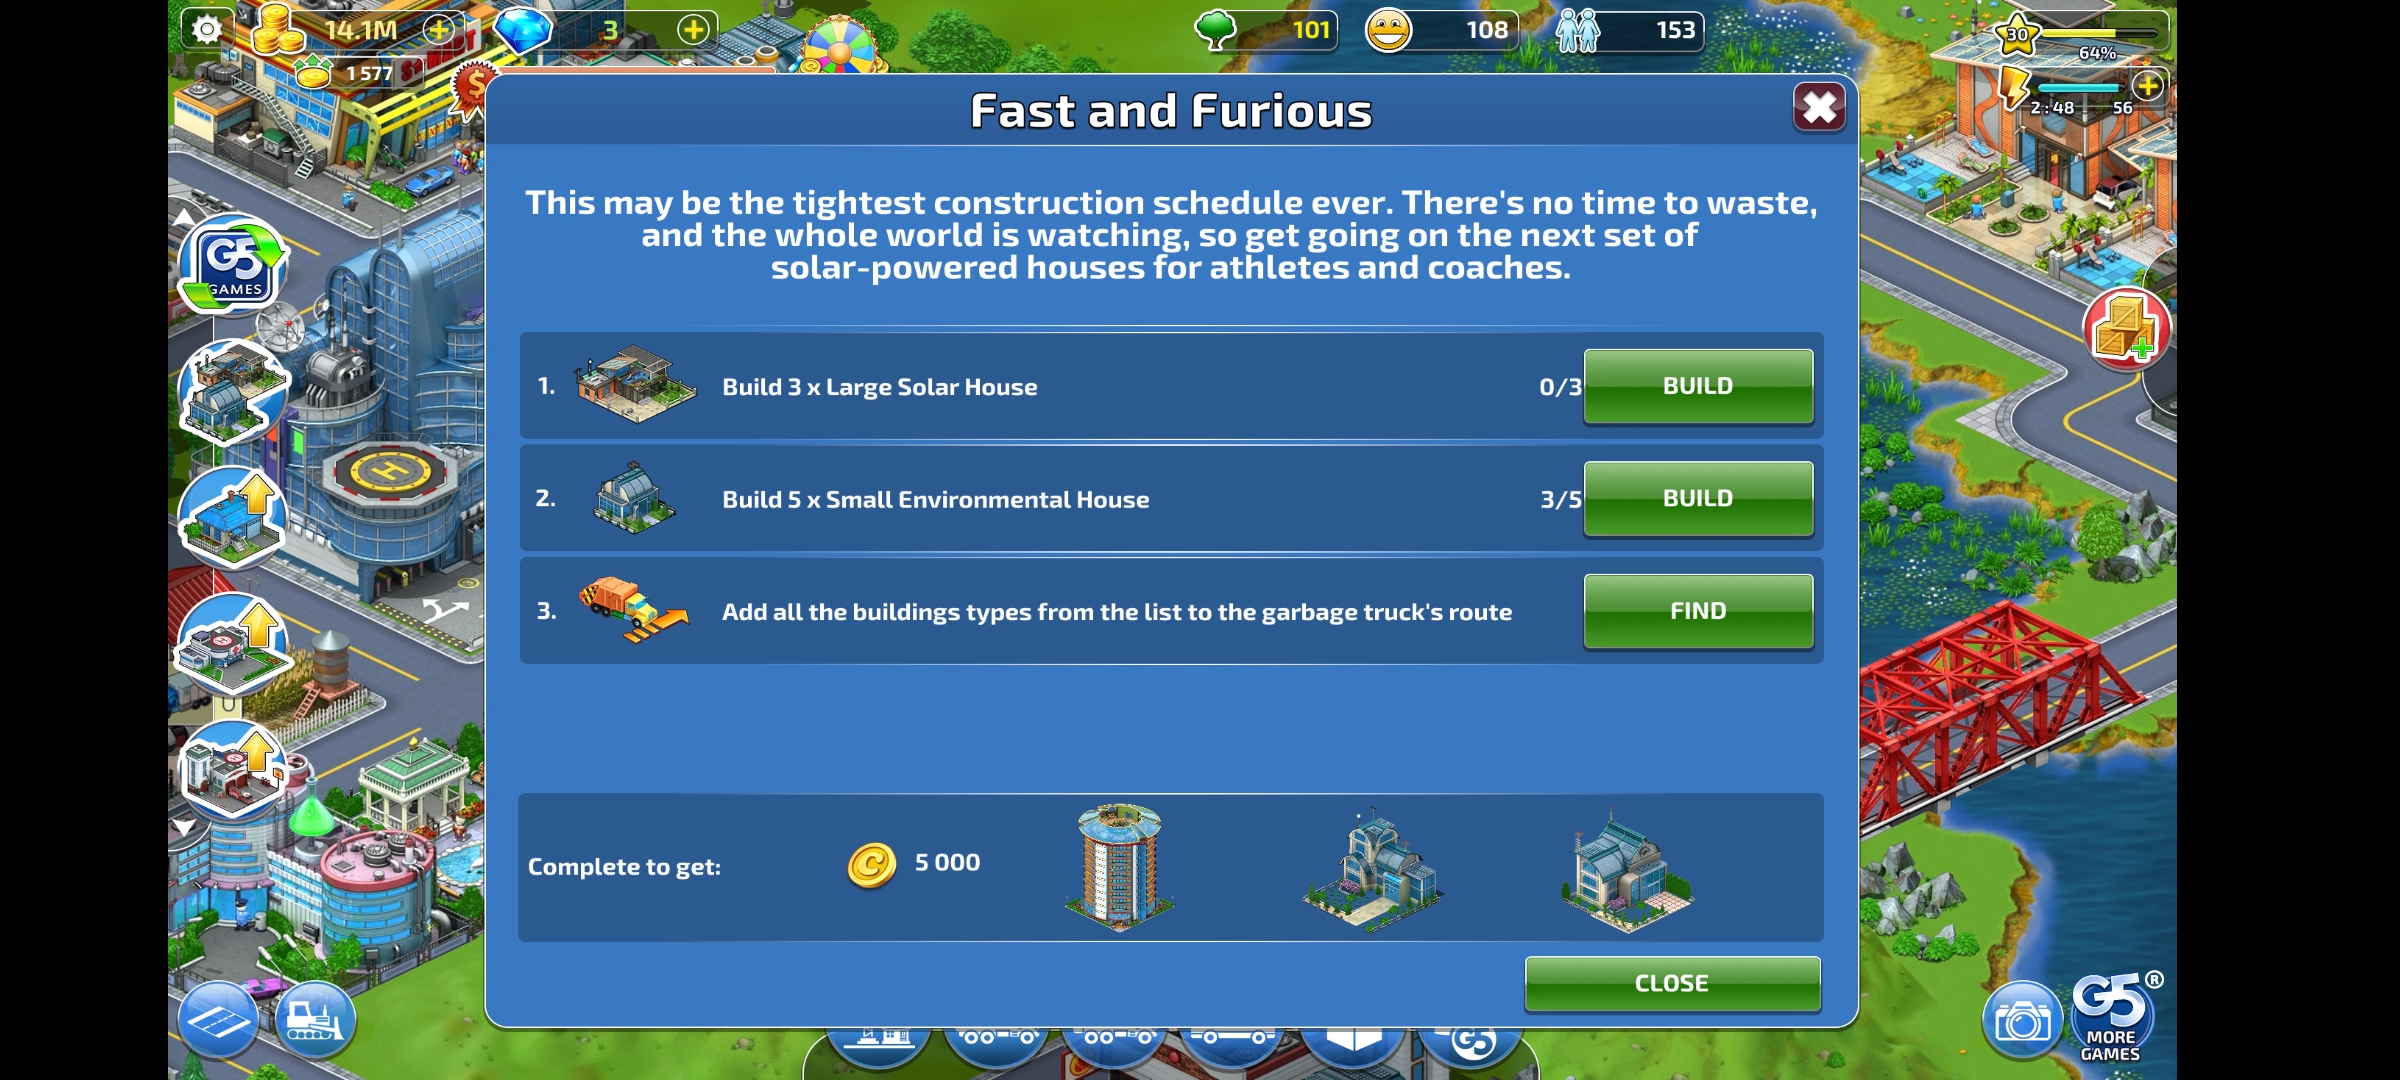 14.1M
3
101
108
153
30
64%
1 577
2:48
56
Fast and Furious
This may be the tightest construction schedule ever. There's no time to waste,
and the whole world is watching, so get going on the next set of
solar-powered houses for athletes and coaches.
G5
GAMES
1.
Build 3 x Large Solar House
0/3
BUILD
2.
Build 5 x Small Environmental House
3/5
BUILD
3.
Add all the buildings types from the list to the garbage truck's route
FIND
H
Complete to get:
5 000
CLOSE
G5
G5®
MORE
GAMES